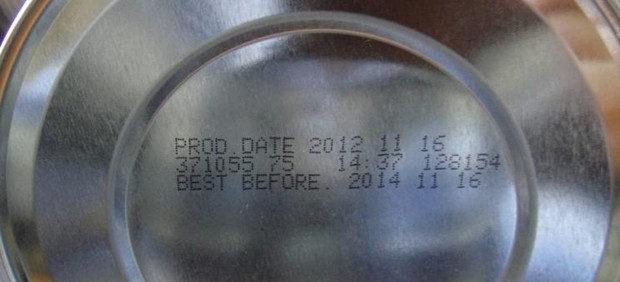 PROD.DATE 2012 11 16
371055 75 14:37 128154
BEST BEFORE. 2014 11 16